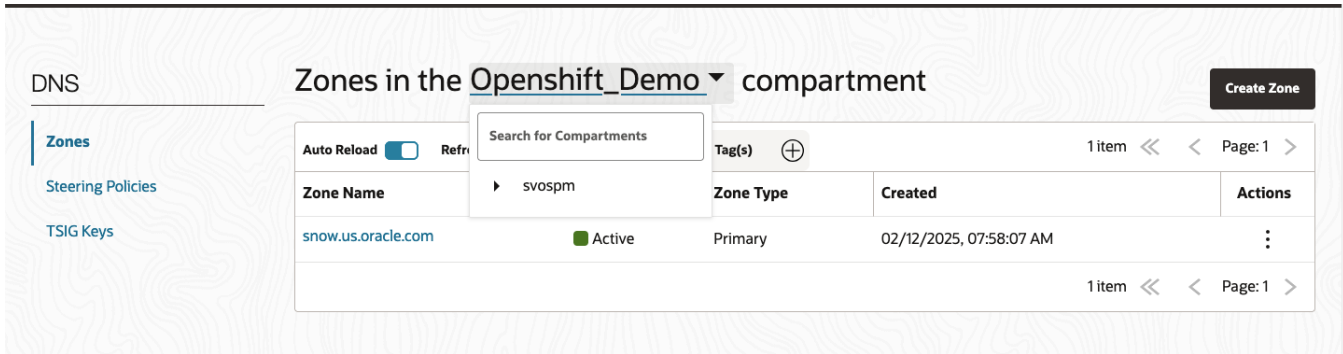 DNS
Zones
Steering Policies
TSIG Keys
Zones in the Openshift_Demo compartment
Create Zone
Search for Compartments
svospm
Auto Reload Tag(s) 1 item Page: 1
Zone Name Zone Type Created Actions
snow.us.oracle.com Active Primary 02/12/2025, 07:58:07 AM
1 item Page: 1